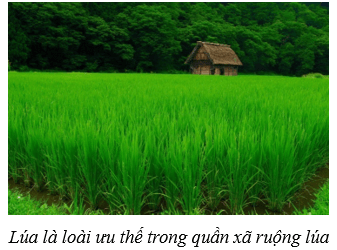 Lúa là loài ưu thế trong quần xã ruộng lúa